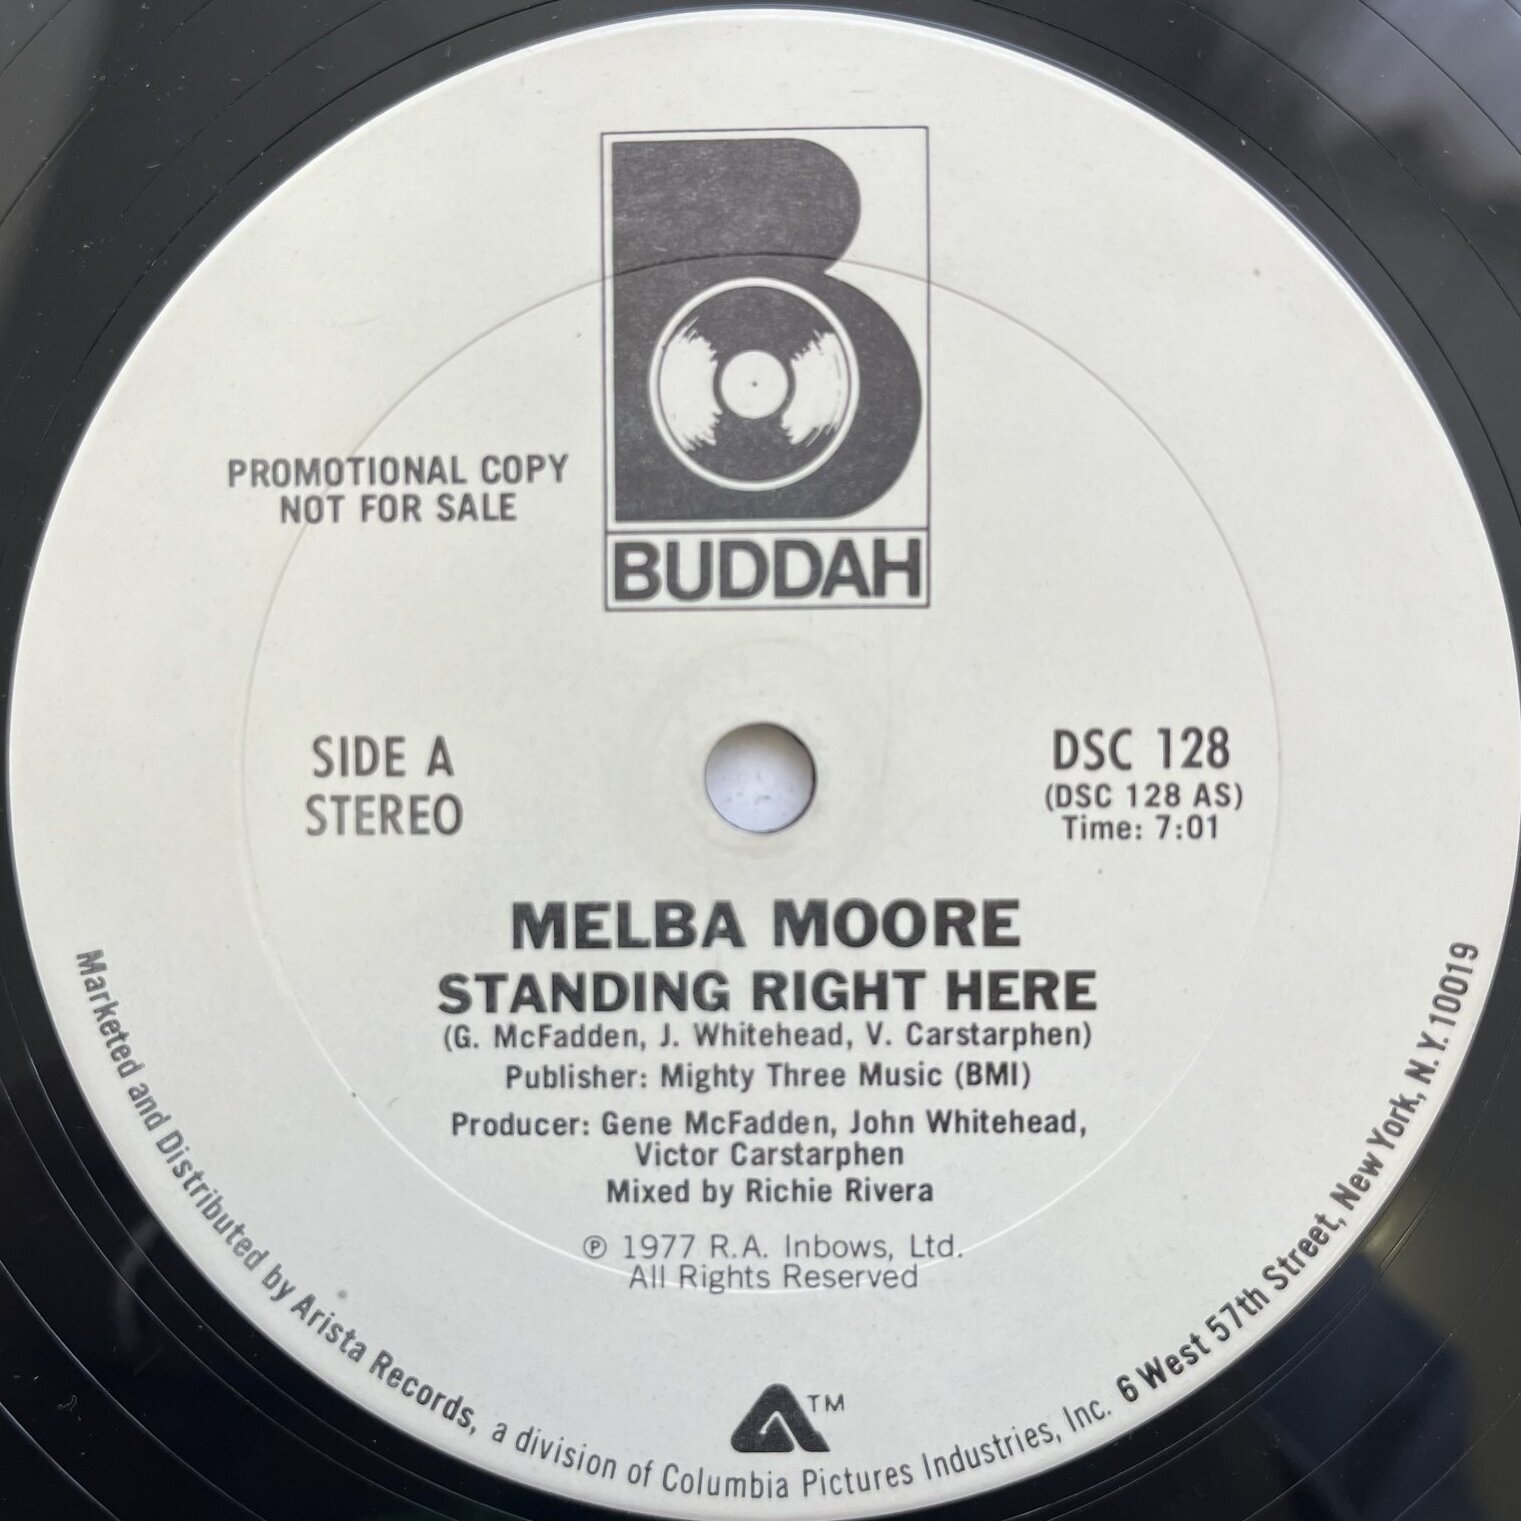 BUDDAH
PROMOTIONAL COPY
NOT FOR SALE
SIDE A
STEREO
DSC 128
(DSC 128 AS)
Time: 7:01
MELBA MOORE
STANDING RIGHT HERE
(G. McFadden, J. Whitehead, V. Carstarphen)
Publisher: Mighty Three Music (BMI)
Producer: Gene McFadden, John Whitehead,
Victor Carstarphen
Mixed by Richie Rivera
℗ 1977 R.A. Inbows, Ltd.
All Rights Reserved
TM
Marketed and Distributed by Arista Records, a division of Columbia Pictures Industries, Inc. 6 West 57th Street, New York, N.Y. 10019